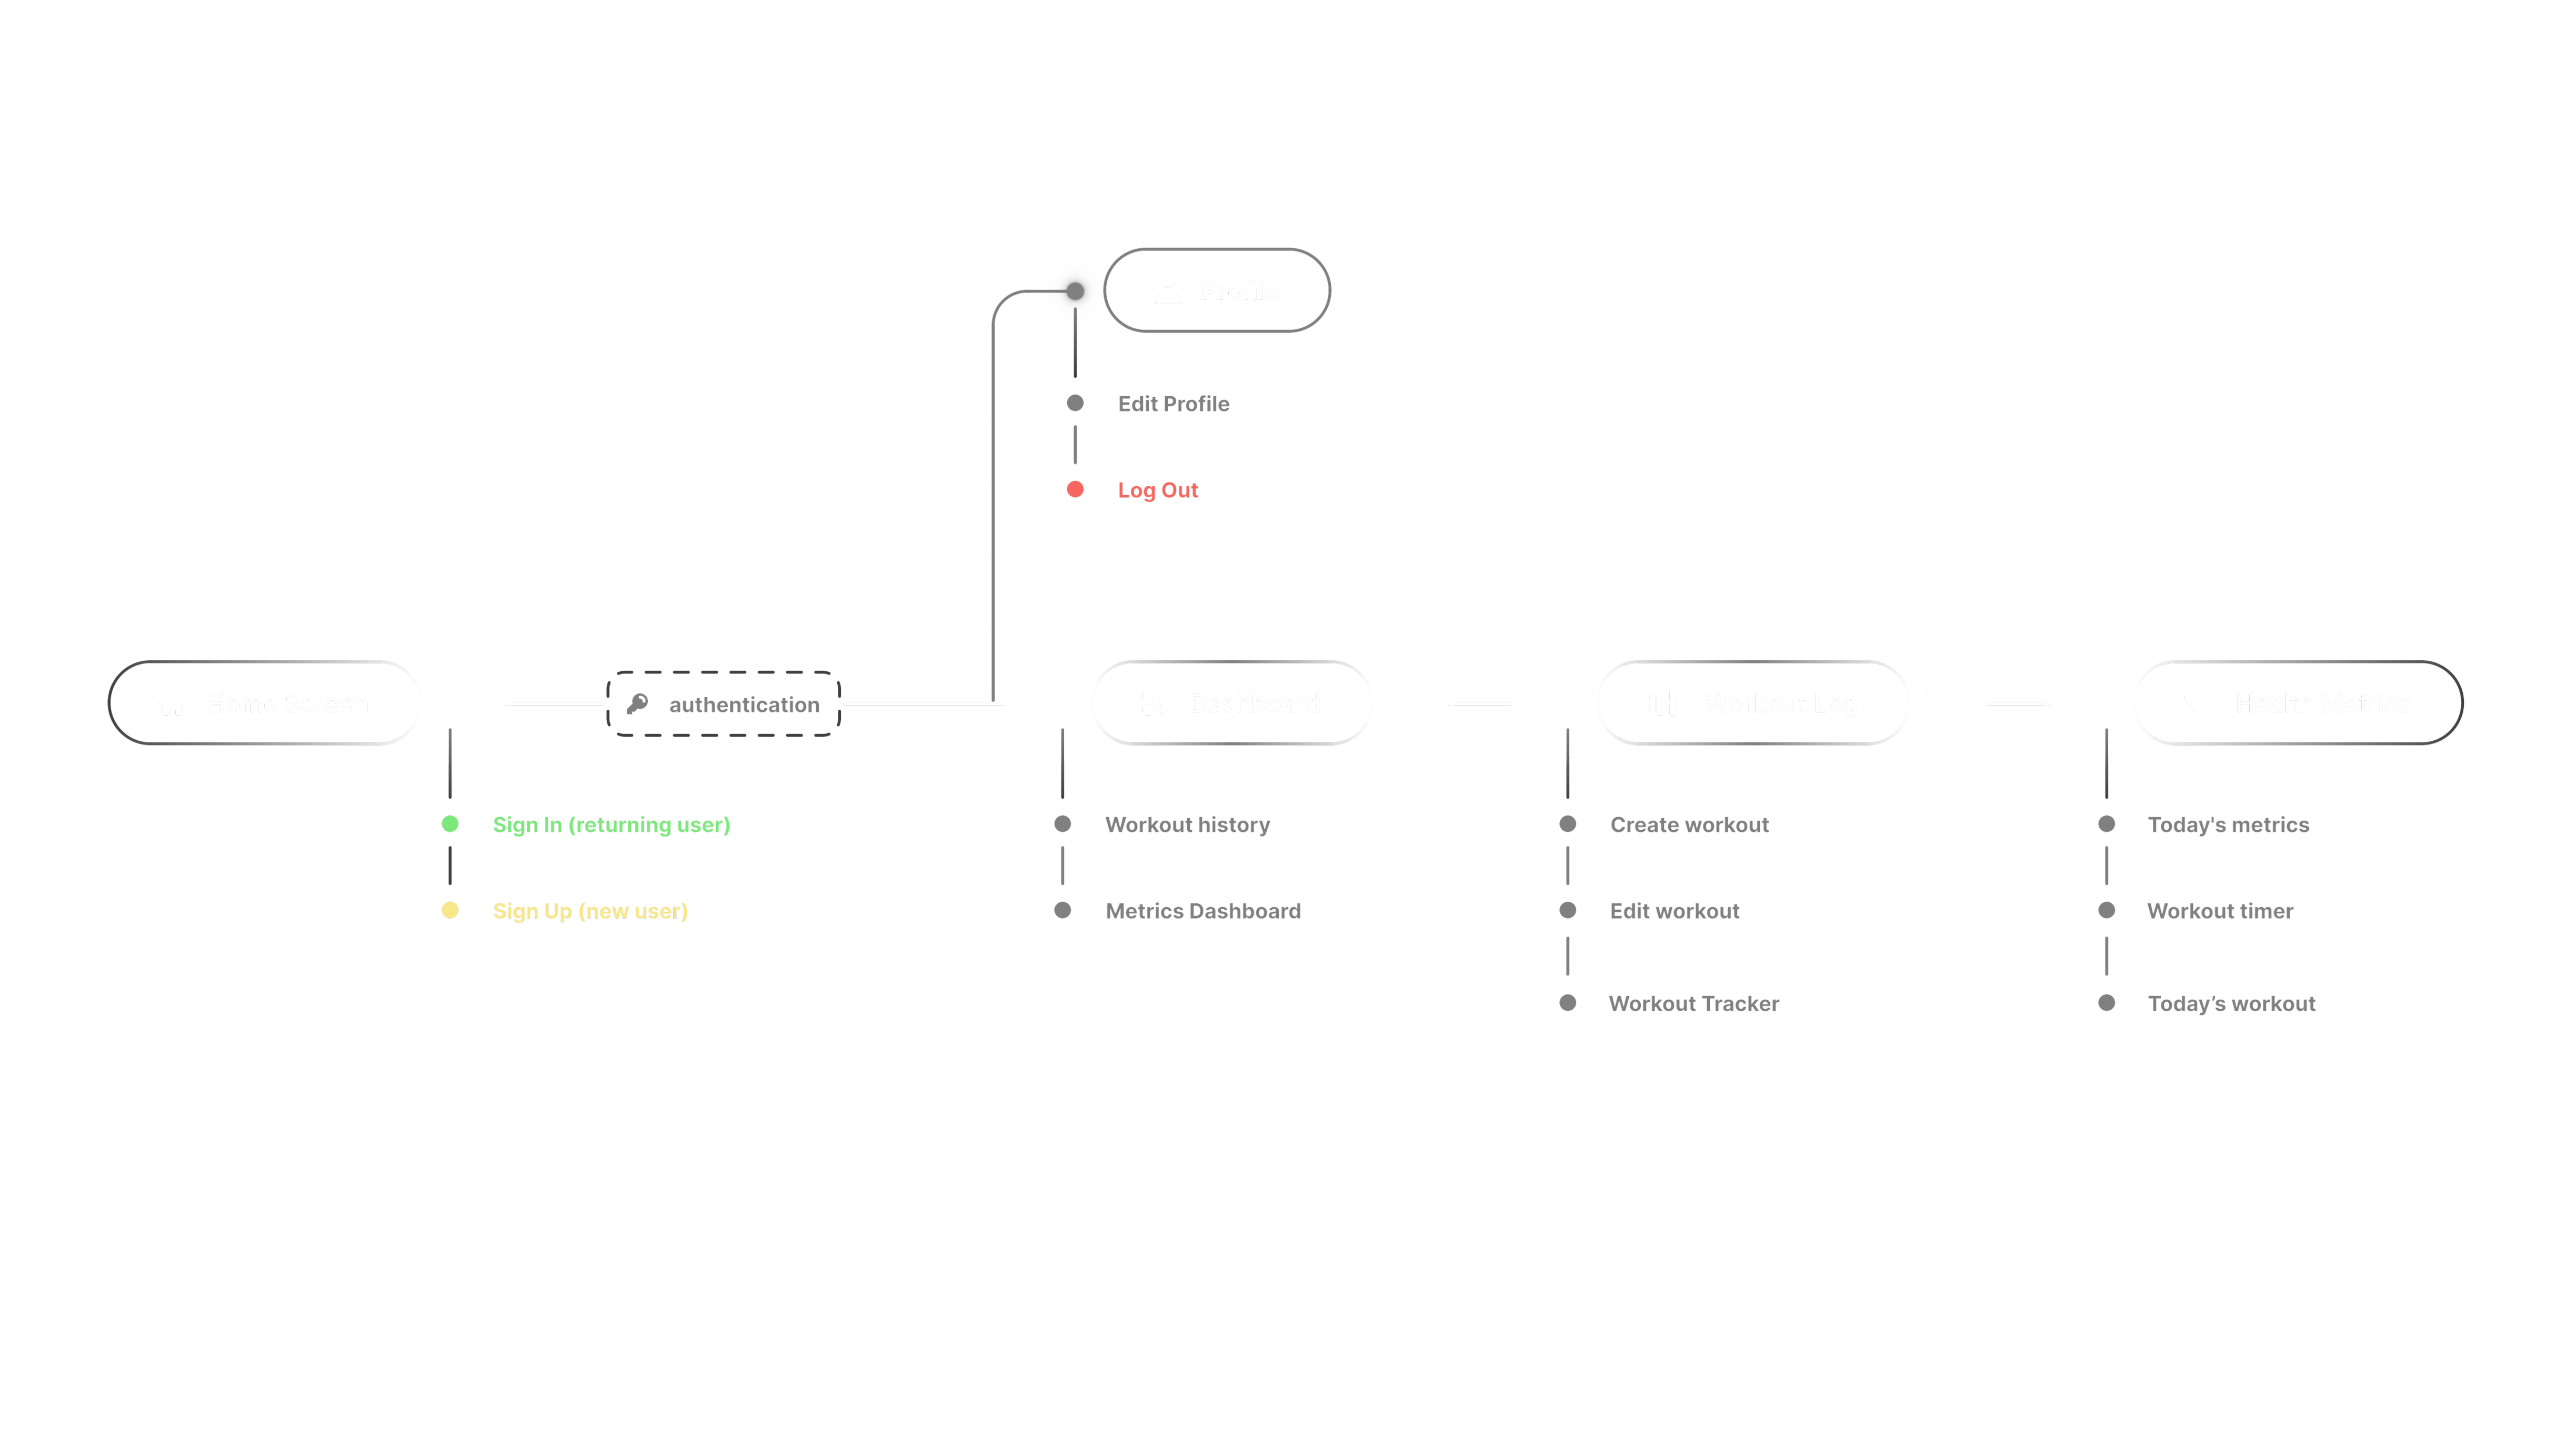 Profile
Edit Profile
Log Out
Home Screen
authentication
Dashboard
Workout Log
Health Metrics
Sign In (returning user)
Workout history
Create workout
Today's metrics
Sign Up (new user)
Metrics Dashboard
Edit workout
Workout timer
Workout Tracker
Today’s workout